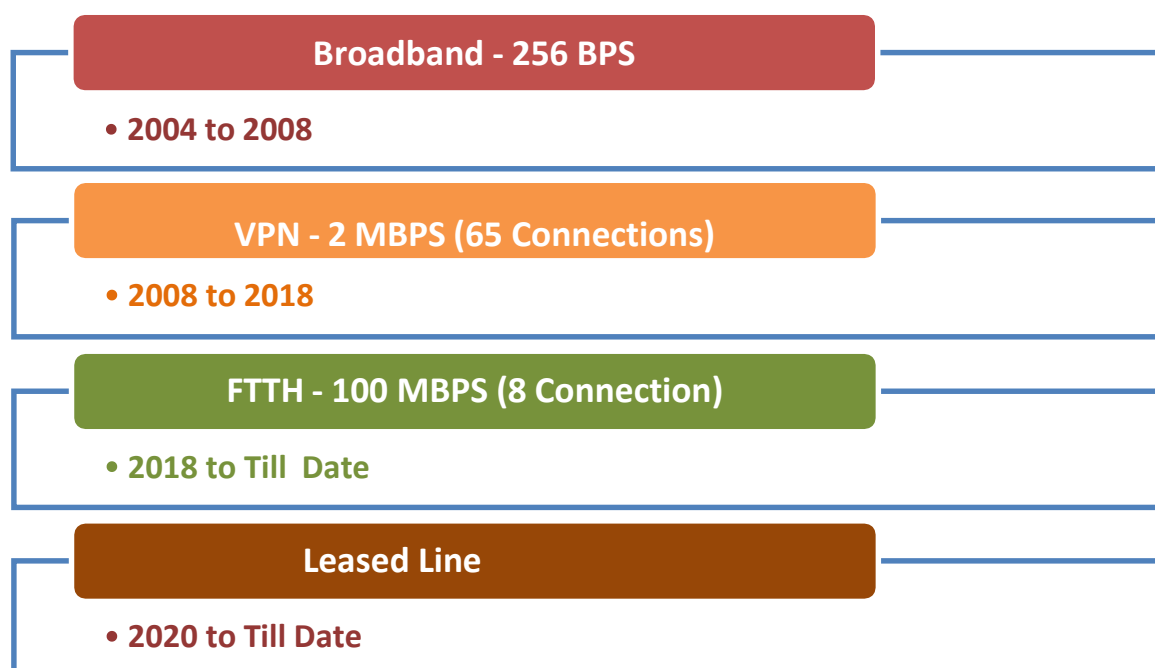 Broadband - 256 BPS
• 2004 to 2008
VPN - 2 MBPS (65 Connections)
• 2008 to 2018
FTTH - 100 MBPS (8 Connection)
• 2018 to Till  Date
Leased Line
• 2020 to Till Date